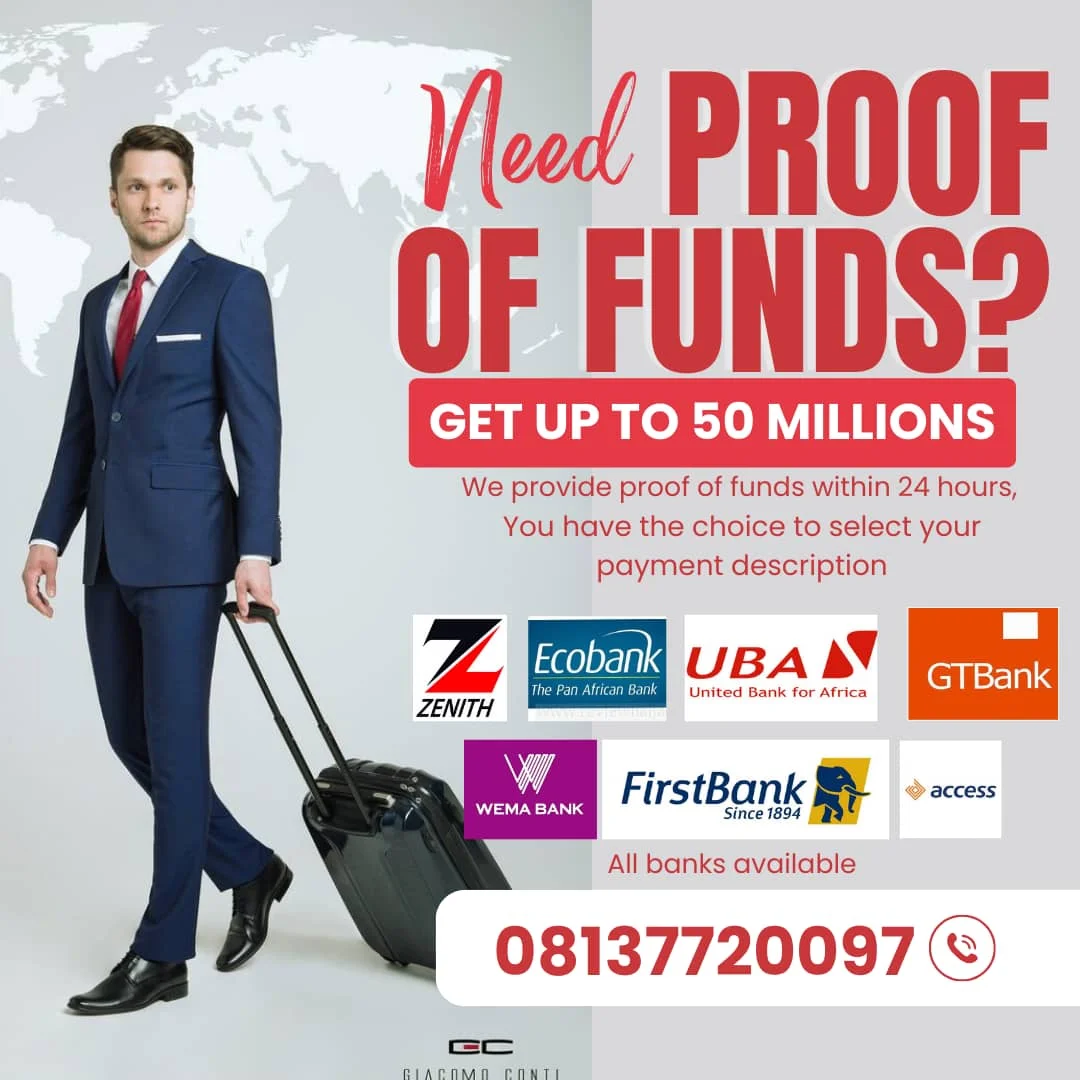 Need PROOF
OF FUNDS?
GET UP TO 50 MILLIONS
We provide proof of funds within 24 hours,
You have the choice to select your
payment description
ZENITH
Ecobank
The Pan African Bank
UBA
United Bank for Africa
GTBank
WEMA BANK
FirstBank
Since 1894
access
All banks available
08137720097
GC
GIACOMO CONTI